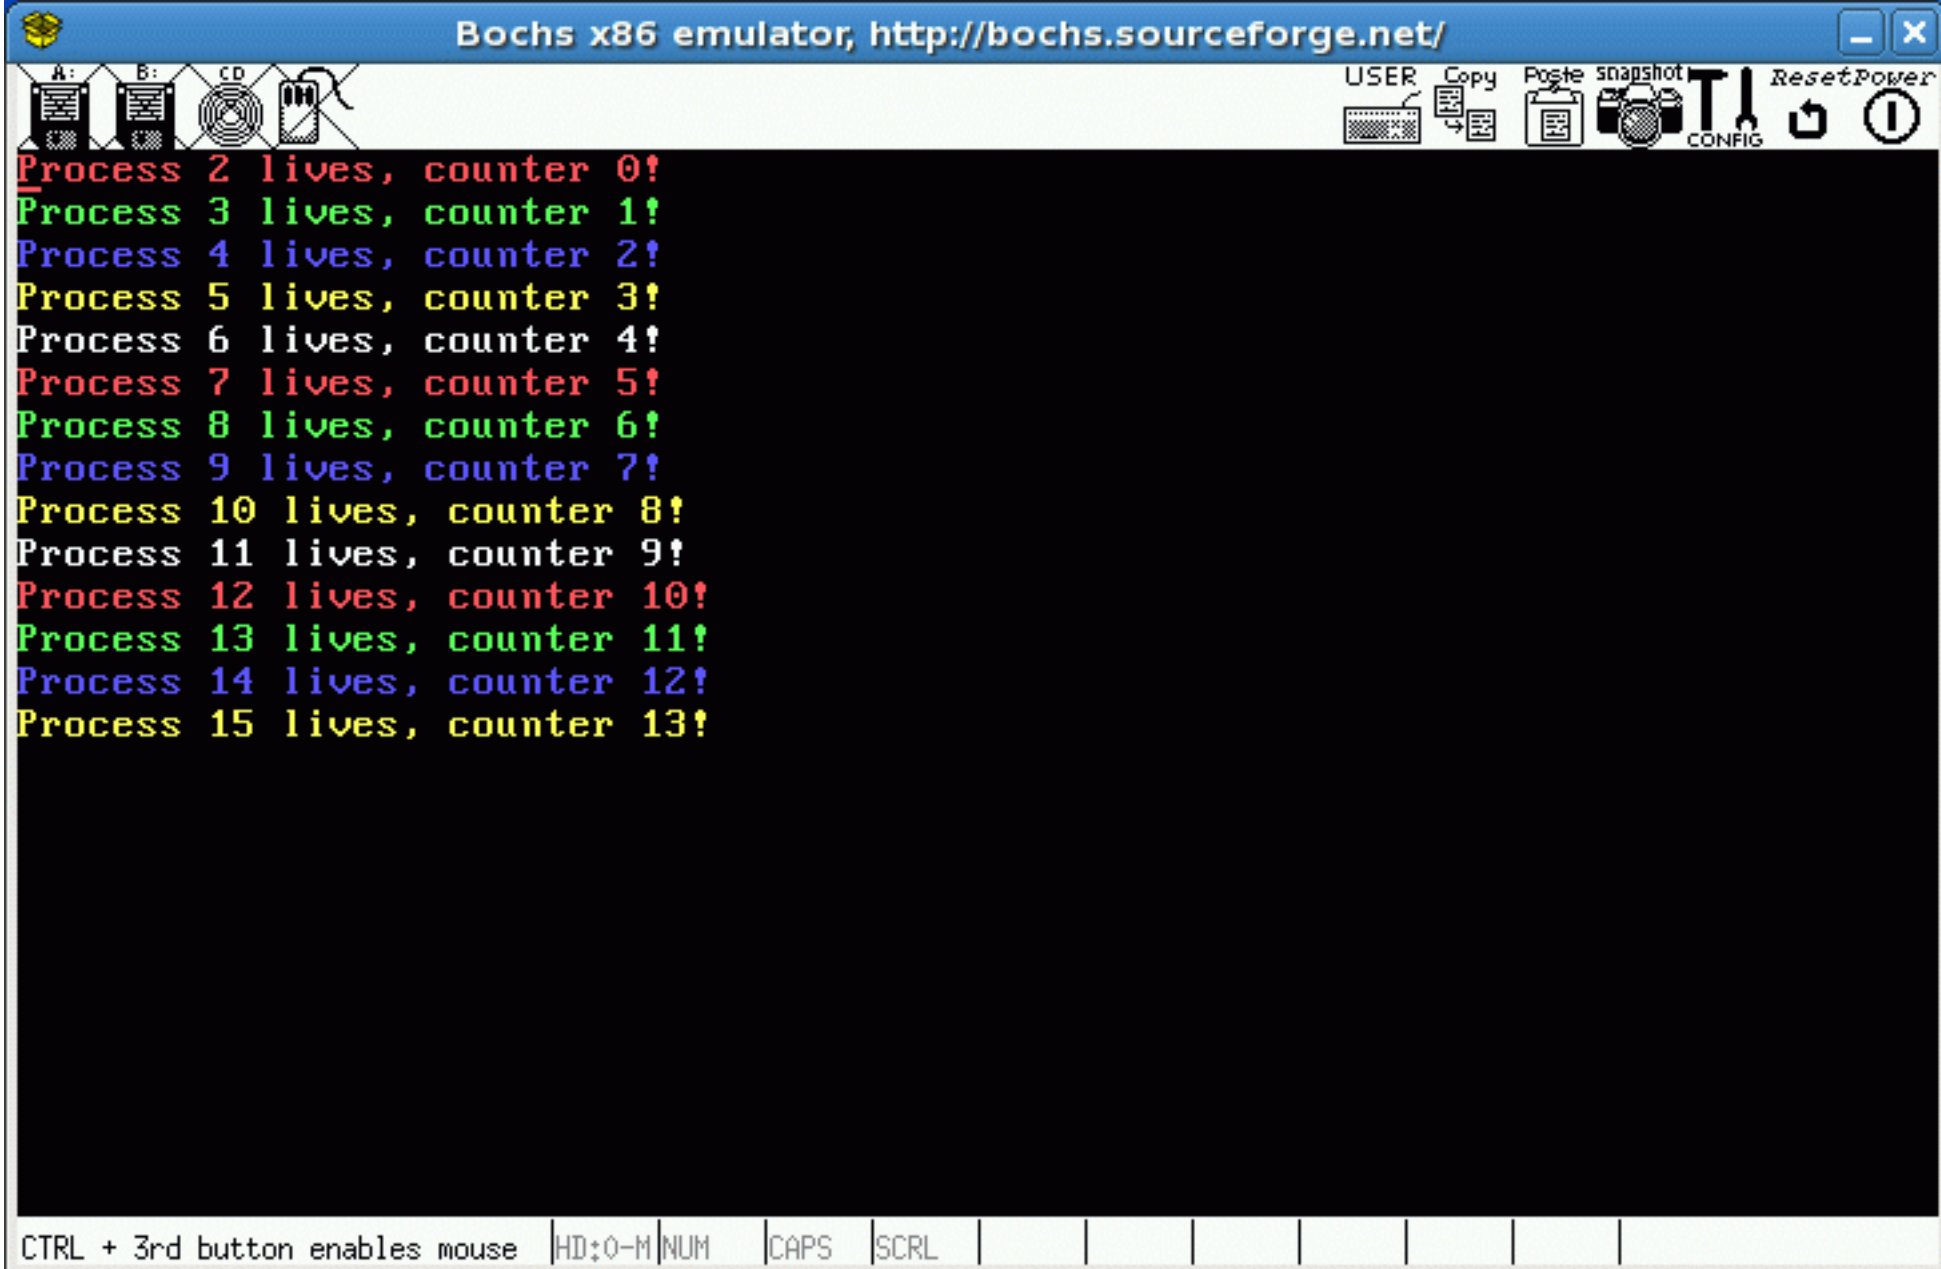 Bochs x86 emulator, http://bochs.sourceforge.net/
A: B: CD USER Copy Poste snapshot CONFIG Reset Power
Process 2 lives, counter 0!
Process 3 lives, counter 1!
Process 4 lives, counter 2!
Process 5 lives, counter 3!
Process 6 lives, counter 4!
Process 7 lives, counter 5!
Process 8 lives, counter 6!
Process 9 lives, counter 7!
Process 10 lives, counter 8!
Process 11 lives, counter 9!
Process 12 lives, counter 10!
Process 13 lives, counter 11!
Process 14 lives, counter 12!
Process 15 lives, counter 13!
CTRL + 3rd button enables mouse HD:0-M NUM CAPS SCRL